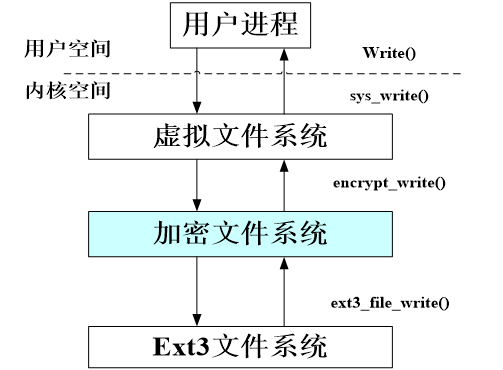 用户进程
用户空间
Write()
内核空间
sys_write()
虚拟文件系统
encrypt_write()
加密文件系统
ext3_file_write()
Ext3文件系统